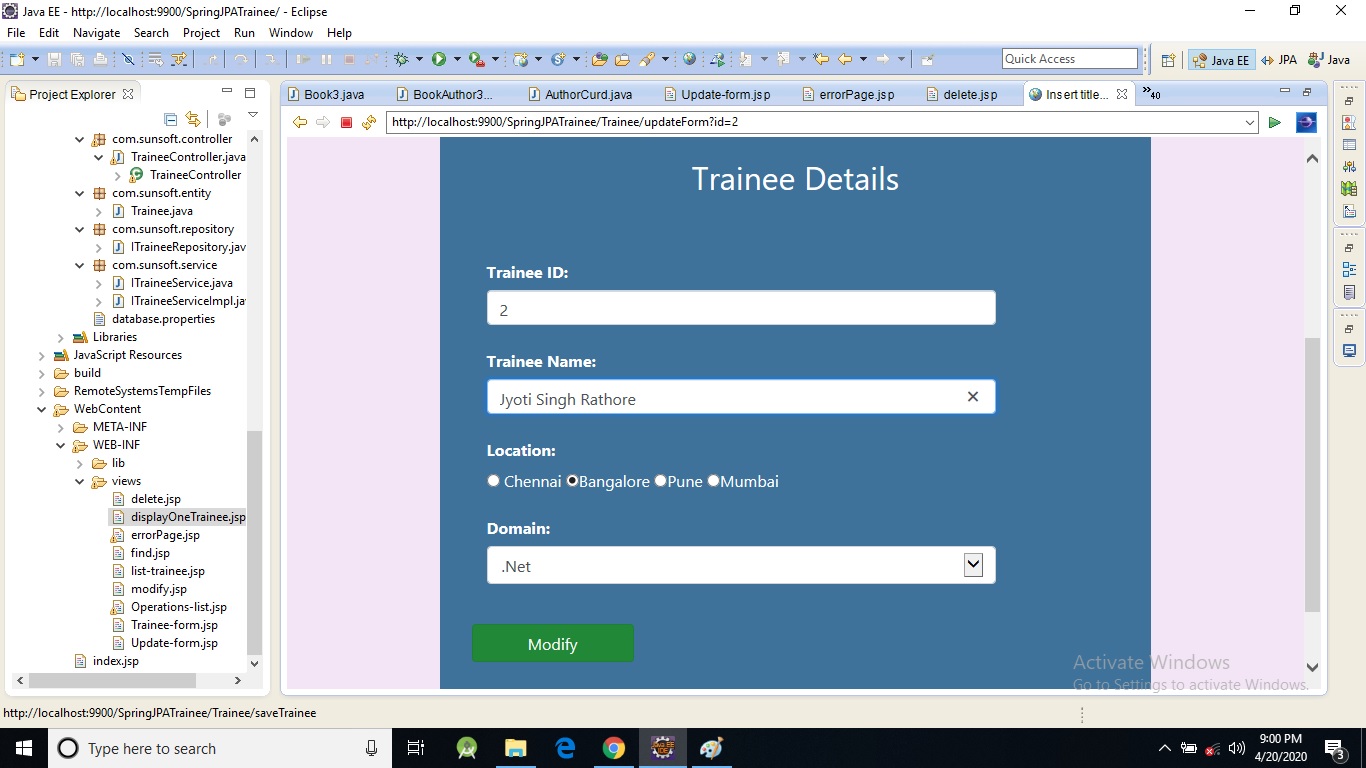 Java EE - http://localhost:9900/SpringJPATrainee/ - Eclipse
File Edit Navigate Search Project Run Window Help
Quick Access
Java EE
JPA
Java
Project Explorer
com.sunsoft.controller
TraineeController.java
TraineeController
com.sunsoft.entity
Trainee.java
com.sunsoft.repository
ITraineeRepository.jav
com.sunsoft.service
ITraineeService.java
ITraineeServiceImpl.ja
database.properties
Libraries
JavaScript Resources
build
RemoteSystemsTempFiles
WebContent
META-INF
WEB-INF
lib
views
delete.jsp
displayOneTrainee.jsp
errorPage.jsp
find.jsp
list-trainee.jsp
modify.jsp
Operations-list.jsp
Trainee-form.jsp
Update-form.jsp
index.jsp
Book3.java BookAuthor3... AuthorCurd.java Update-form.jsp errorPage.jsp delete.jsp Insert title... »40
http://localhost:9900/SpringJPATrainee/Trainee/updateForm?id=2
Trainee Details
Trainee ID:
2
Trainee Name:
Jyoti Singh Rathore
Location:
Chennai Bangalore Pune Mumbai
Domain:
.Net
Modify
Activate Windows
Go to Settings to activate Windows.
http://localhost:9900/SpringJPATrainee/Trainee/saveTrainee
Type here to search
9:00 PM
4/20/2020
3